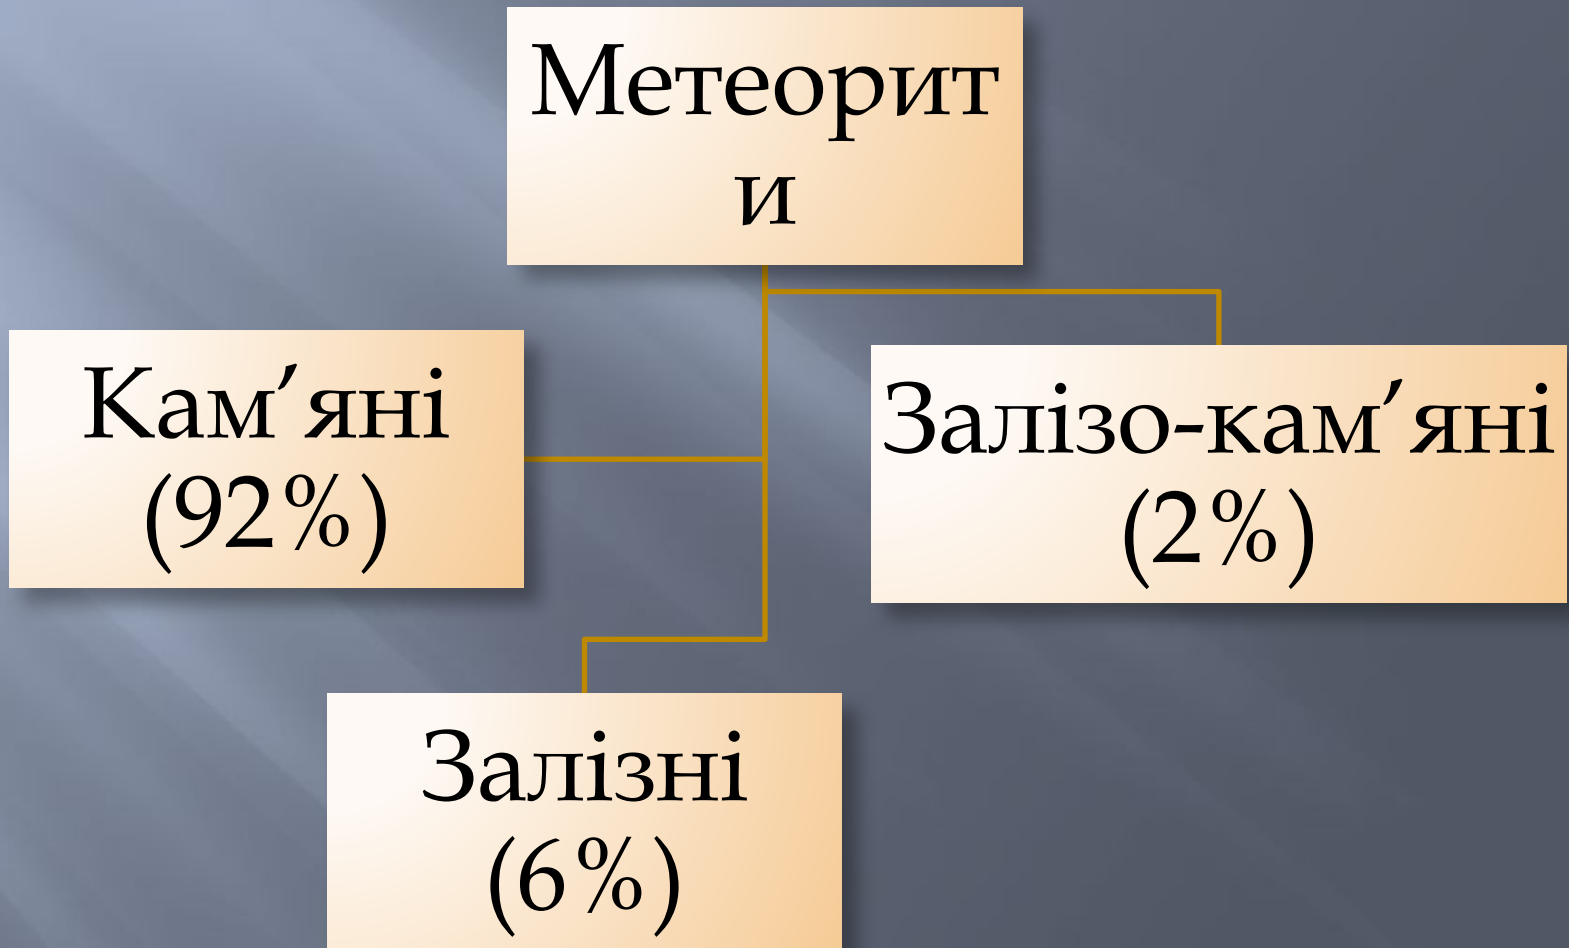 Метеорит
и
Кам’яні
(92%)
Залізо-кам’яні
(2%)
Залізні
(6%)